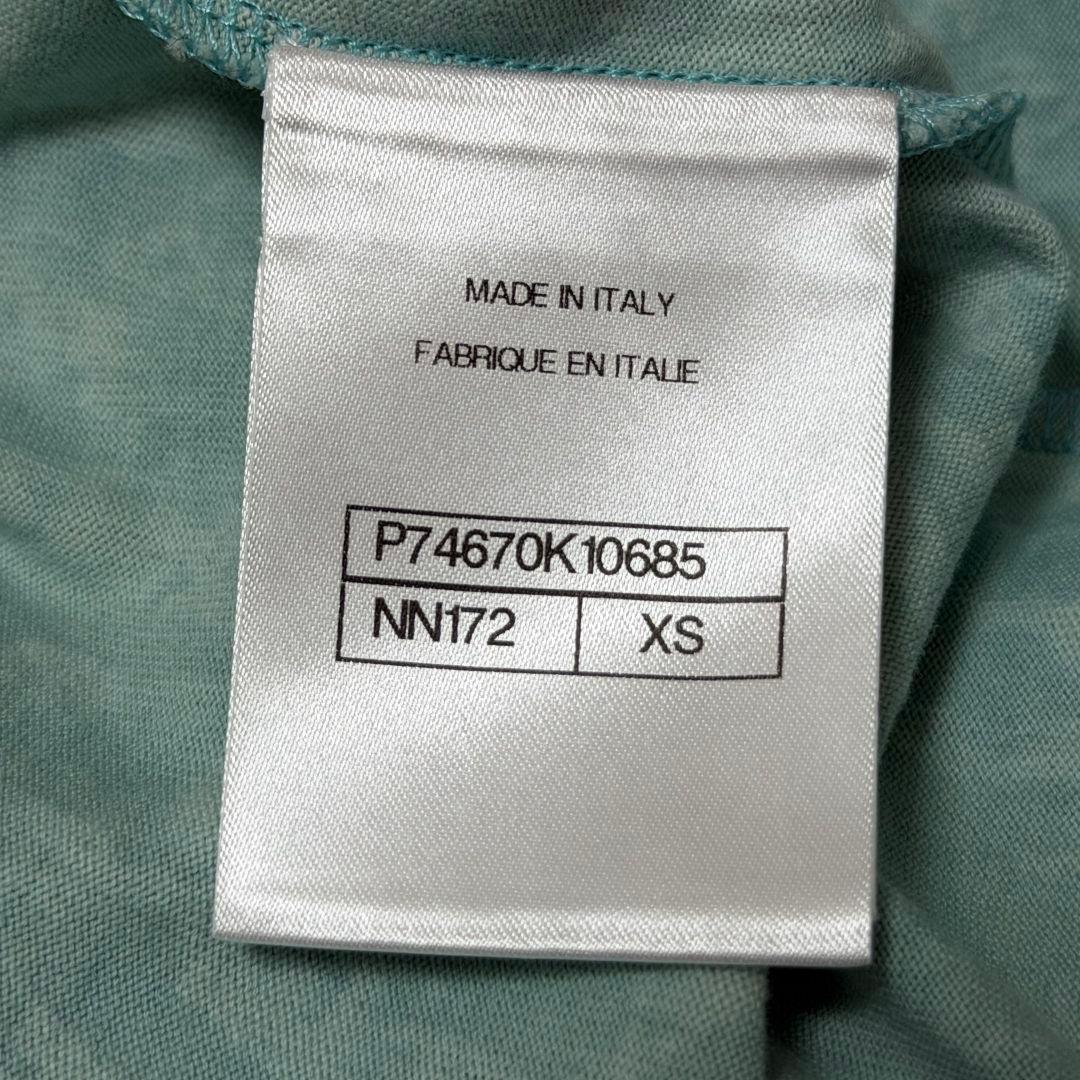 MADE IN ITALY
FABRIQUE EN ITALIE
P74670K10685
NN172 XS